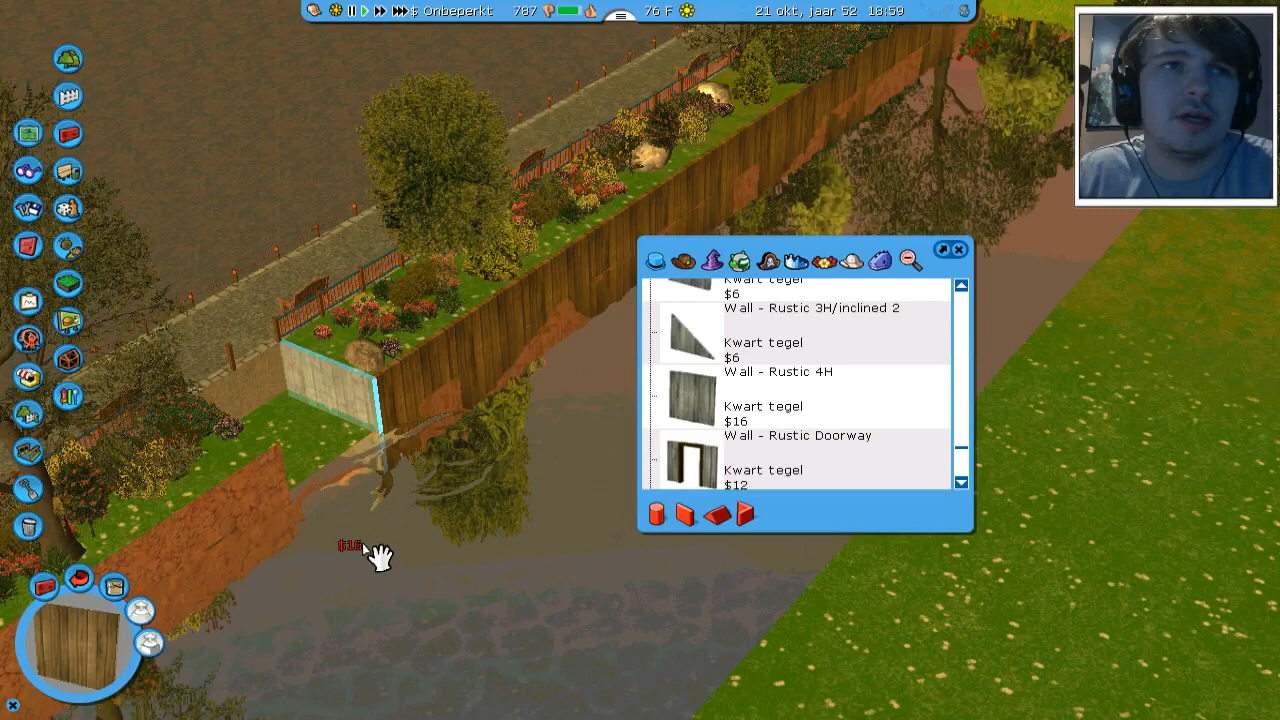 $ Onbeperkt 787 76 F 21 okt, jaar 52 18:59
Kwart tegel
$6
Wall - Rustic 3H/inclined 2
Kwart tegel
$6
Wall - Rustic 4H
Kwart tegel
$16
Wall - Rustic Doorway
Kwart tegel
$12
$16